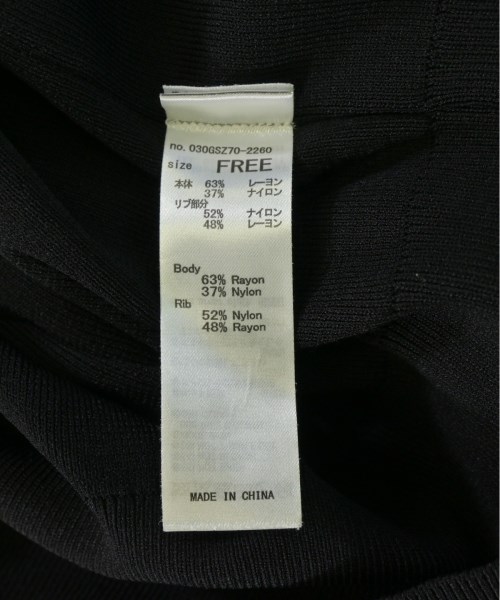 no. 030GSZ70-2260
size FREE
本体 63% レーヨン
37% ナイロン
リブ部分
52% ナイロン
48% レーヨン
Body
63% Rayon
37% Nylon
Rib
52% Nylon
48% Rayon
MADE IN CHINA